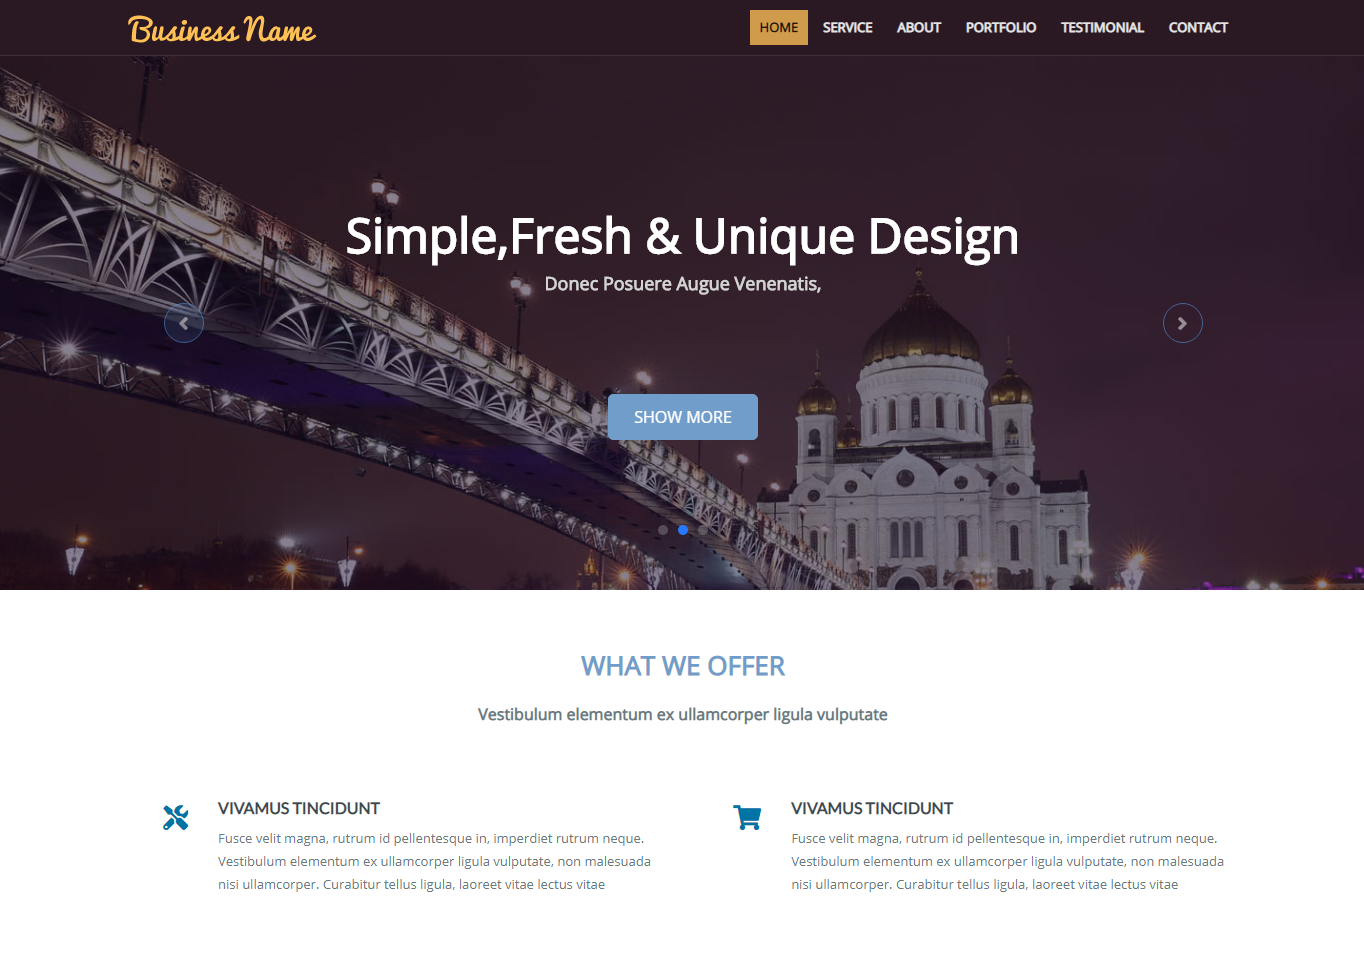 Business Name
HOME SERVICE ABOUT PORTFOLIO TESTIMONIAL CONTACT
Simple,Fresh & Unique Design
Donec Posuere Augue Venenatis,
SHOW MORE
WHAT WE OFFER
Vestibulum elementum ex ullamcorper ligula vulputate
VIVAMUS TINCIDUNT
Fusce velit magna, rutrum id pellentesque in, imperdiet rutrum neque.
Vestibulum elementum ex ullamcorper ligula vulputate, non malesuada
nisi ullamcorper. Curabitur tellus ligula, laoreet vitae lectus vitae
VIVAMUS TINCIDUNT
Fusce velit magna, rutrum id pellentesque in, imperdiet rutrum neque.
Vestibulum elementum ex ullamcorper ligula vulputate, non malesuada
nisi ullamcorper. Curabitur tellus ligula, laoreet vitae lectus vitae